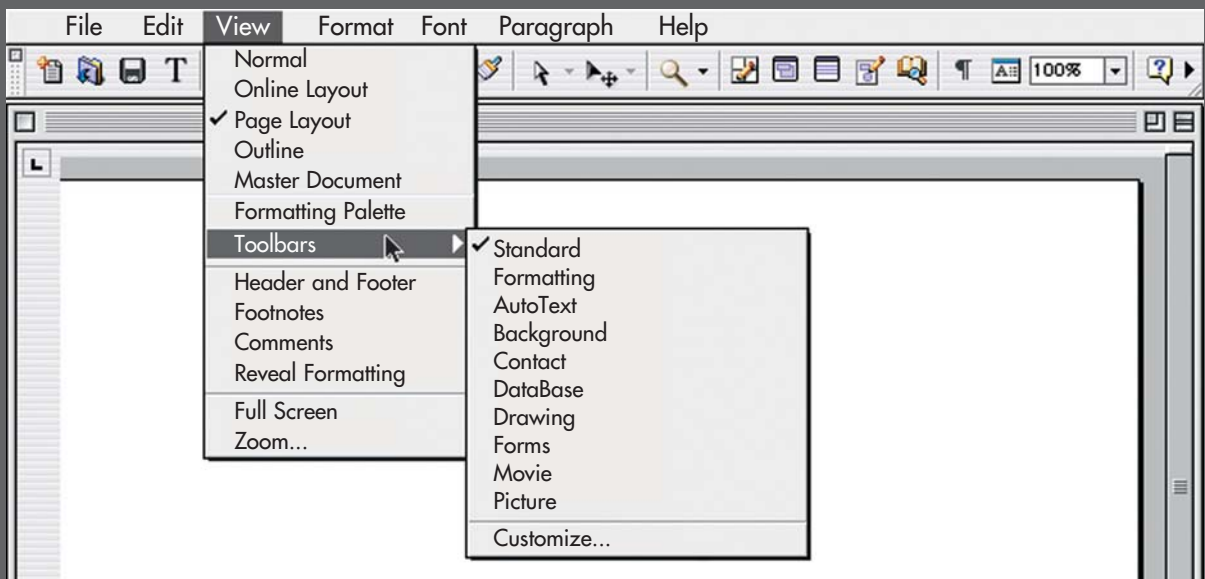 File Edit View Format Font Paragraph Help
T ¶ A 100% ?
L
Normal
Online Layout
Page Layout
Outline
Master Document
Formatting Palette
Toolbars
Header and Footer
Footnotes
Comments
Reveal Formatting
Full Screen
Zoom...
Standard
Formatting
AutoText
Background
Contact
DataBase
Drawing
Forms
Movie
Picture
Customize...